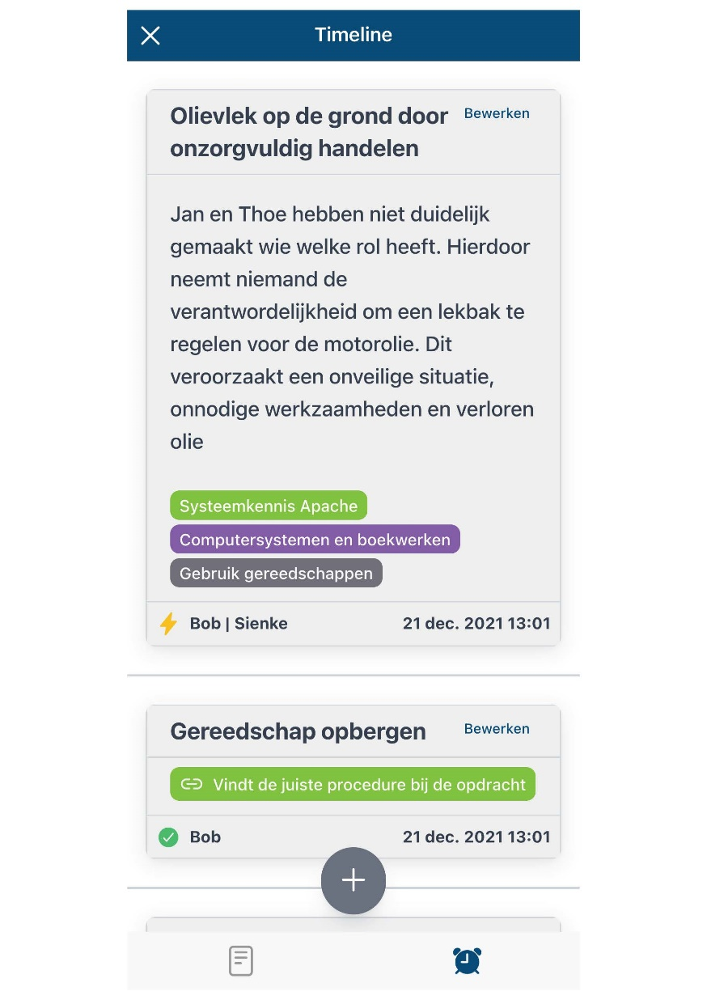 Timeline
Olievlek op de grond door
onzorgvuldig handelen
Bewerken
Jan en Thoe hebben niet duidelijk
gemaakt wie welke rol heeft. Hierdoor
neemt niemand de
verantwordelijkheid om een lekbak te
regelen voor de motorolie. Dit
veroorzaakt een onveilige situatie,
onnodige werkzaamheden en verloren
olie
Systeemkennis Apache
Computersystemen en boekwerken
Gebruik gereedschappen
Bob | Sienke 21 dec. 2021 13:01
Gereedschap opbergen Bewerken
Vindt de juiste procedure bij de opdracht
Bob 21 dec. 2021 13:01